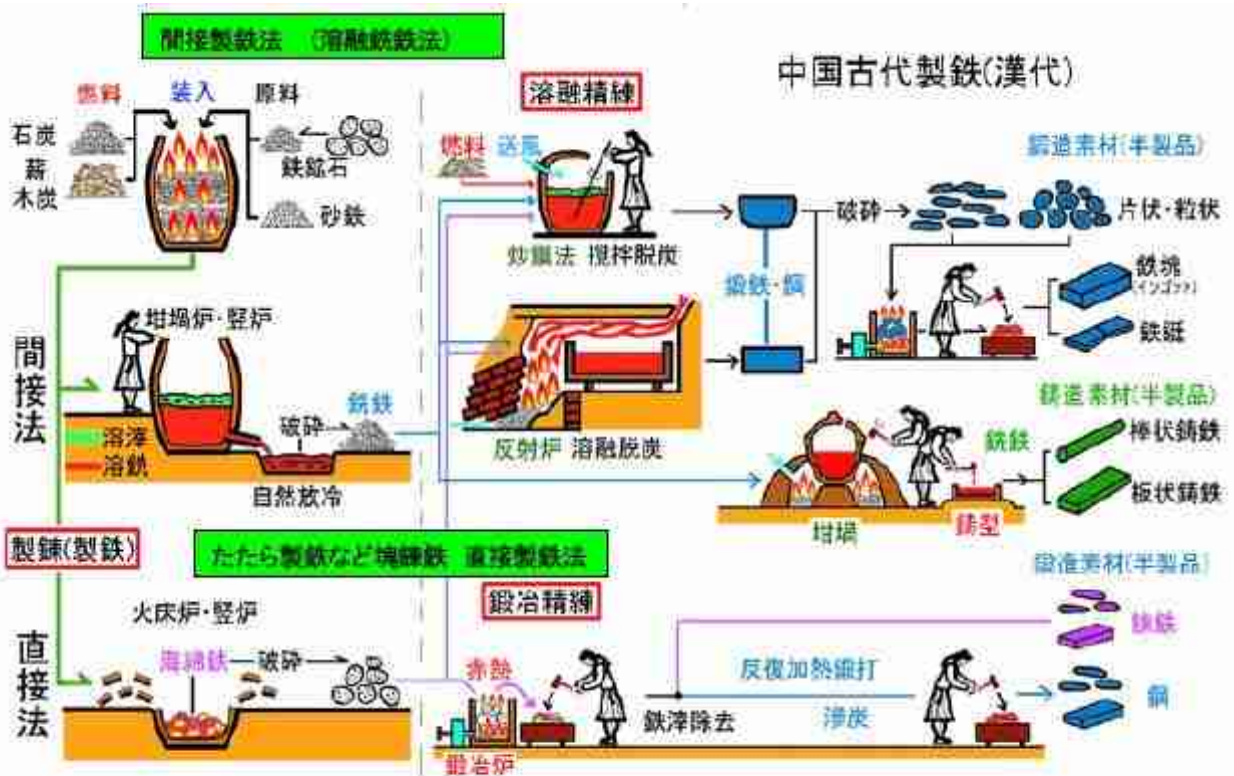 間接製鉄法 (溶融銑鉄法)
中国古代製鉄(漢代)
燃料
装入
原料
石炭
薪
木炭
鉄鉱石
砂鉄
溶融精練
燃料
送風
炒鋼法 攪拌脱炭
鍛造素材(半製品)
破砕
片状・粒状
鍛鉄・鋼
鉄塊
(インゴット)
鉄鋌
間接法
坩堝炉・竪炉
溶滓
溶銑
破砕
銑鉄
自然放冷
反射炉 溶融脱炭
鋳造素材(半製品)
銑鉄
棒状鋳鉄
板状鋳鉄
坩堝
鋳型
製錬(製鉄)
たたら製鉄など塊錬鉄 直接製鉄法
鍛冶精練
鍛造素材(半製品)
直接法
火床炉・竪炉
海綿鉄
破砕
赤熱
鍛冶炉
鉄滓除去
反復加熱鍛打
滲炭
錬鉄
鋼